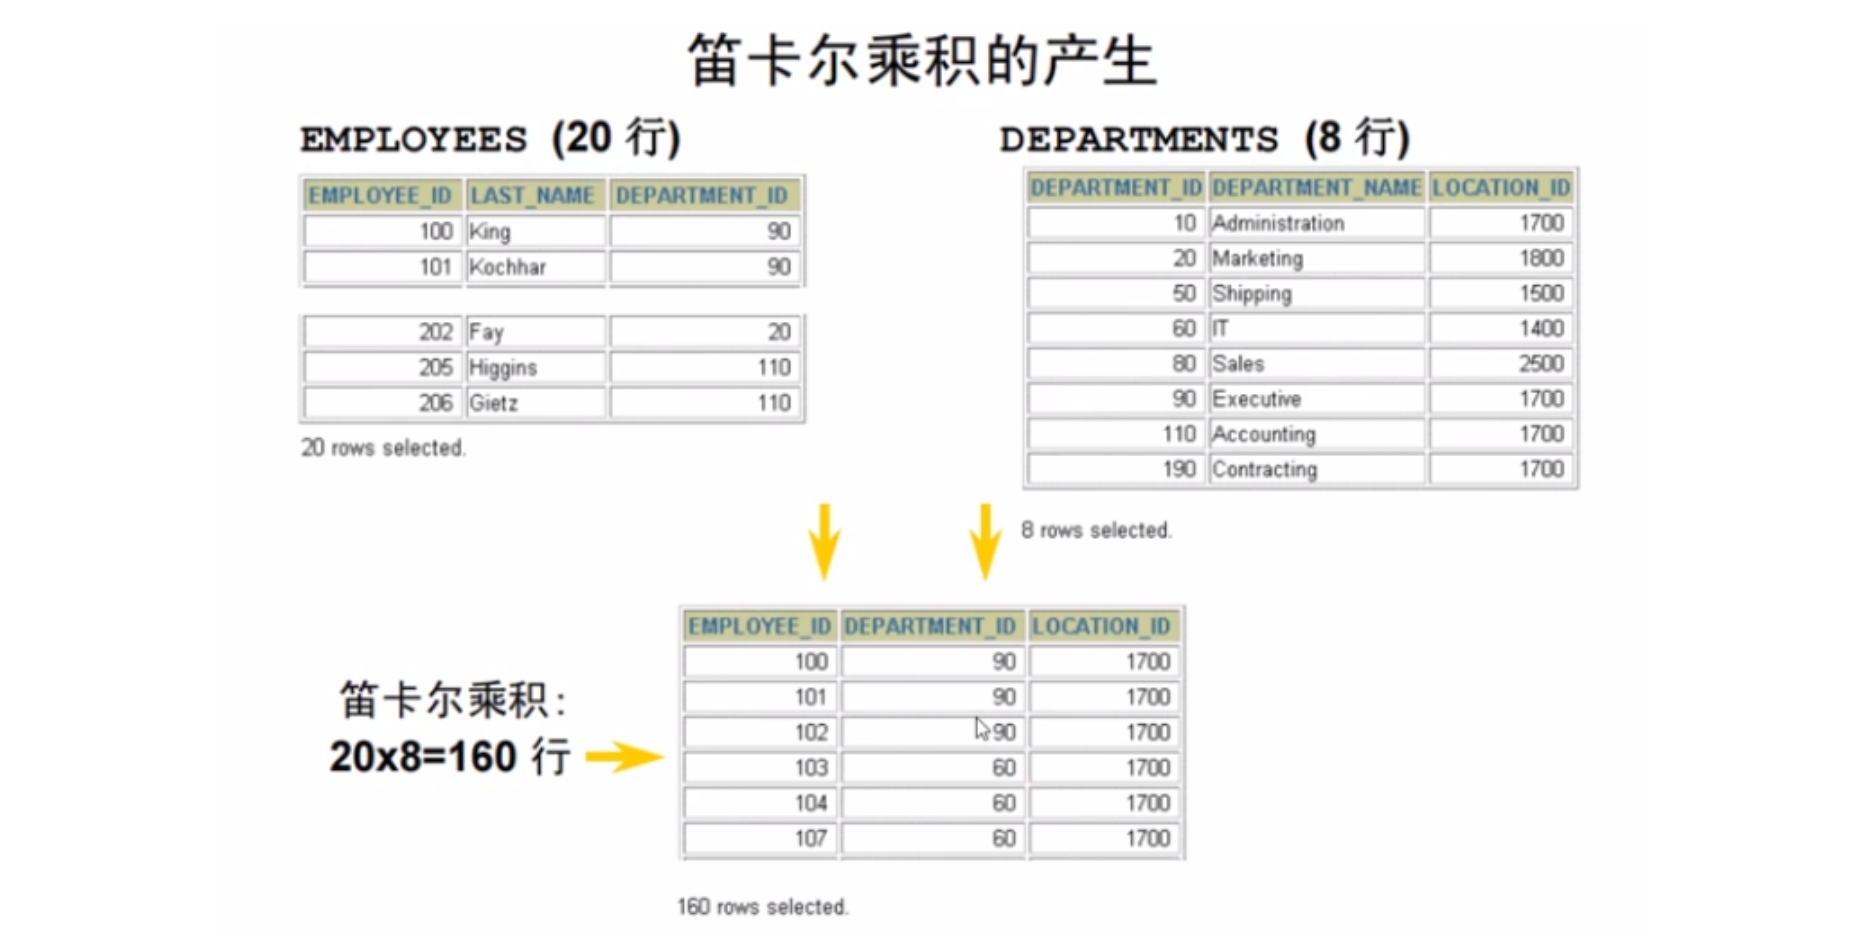 笛卡尔乘积的产生
EMPLOYEES (20 行)
EMPLOYEE_ID LAST_NAME DEPARTMENT_ID
100 King 90
101 Kochhar 90
202 Fay 20
205 Higgins 110
206 Gietz 110
20 rows selected.
DEPARTMENTS (8 行)
DEPARTMENT_ID DEPARTMENT_NAME LOCATION_ID
10 Administration 1700
20 Marketing 1800
50 Shipping 1500
60 IT 1400
80 Sales 2500
90 Executive 1700
110 Accounting 1700
190 Contracting 1700
8 rows selected.
笛卡尔乘积:
20x8=160 行
EMPLOYEE_ID DEPARTMENT_ID LOCATION_ID
100 90 1700
101 90 1700
102 90 1700
103 60 1700
104 60 1700
107 60 1700
160 rows selected.